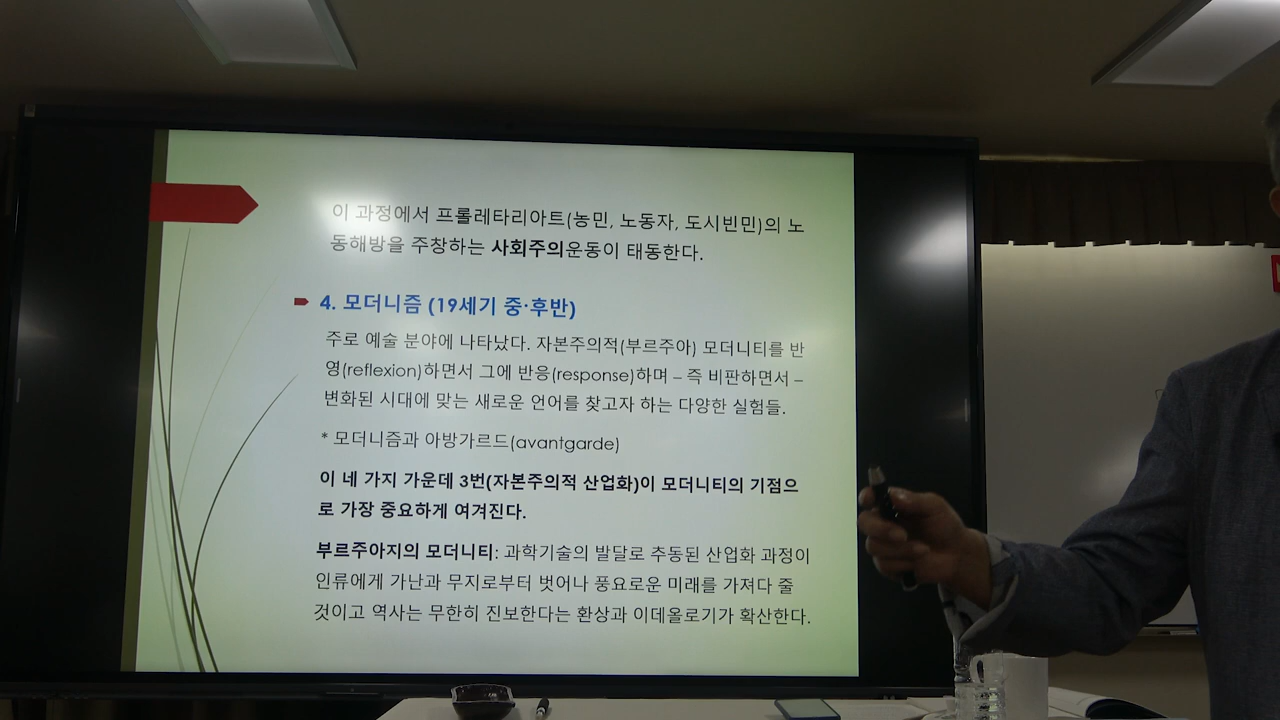 이 과정에서 프롤레타리아트(농민, 노동자, 도시빈민)의 노
동해방을 주창하는 사회주의운동이 태동한다.
4. 모더니즘 (19세기 중·후반)
주로 예술 분야에 나타났다. 자본주의적(부르주아) 모더니티를 반
영(reflexion)하면서 그에 반응(response)하며 – 즉 비판하면서 –
변화된 시대에 맞는 새로운 언어를 찾고자 하는 다양한 실험들.
* 모더니즘과 아방가르드(avantgarde)
이 네 가지 가운데 3번(자본주의적 산업화)이 모더니티의 기점으
로 가장 중요하게 여겨진다.
부르주아지의 모더니티: 과학기술의 발달로 추동된 산업화 과정이
인류에게 가난과 무지로부터 벗어나 풍요로운 미래를 가져다 줄
것이고 역사는 무한히 진보한다는 환상과 이데올로기가 확산한다.